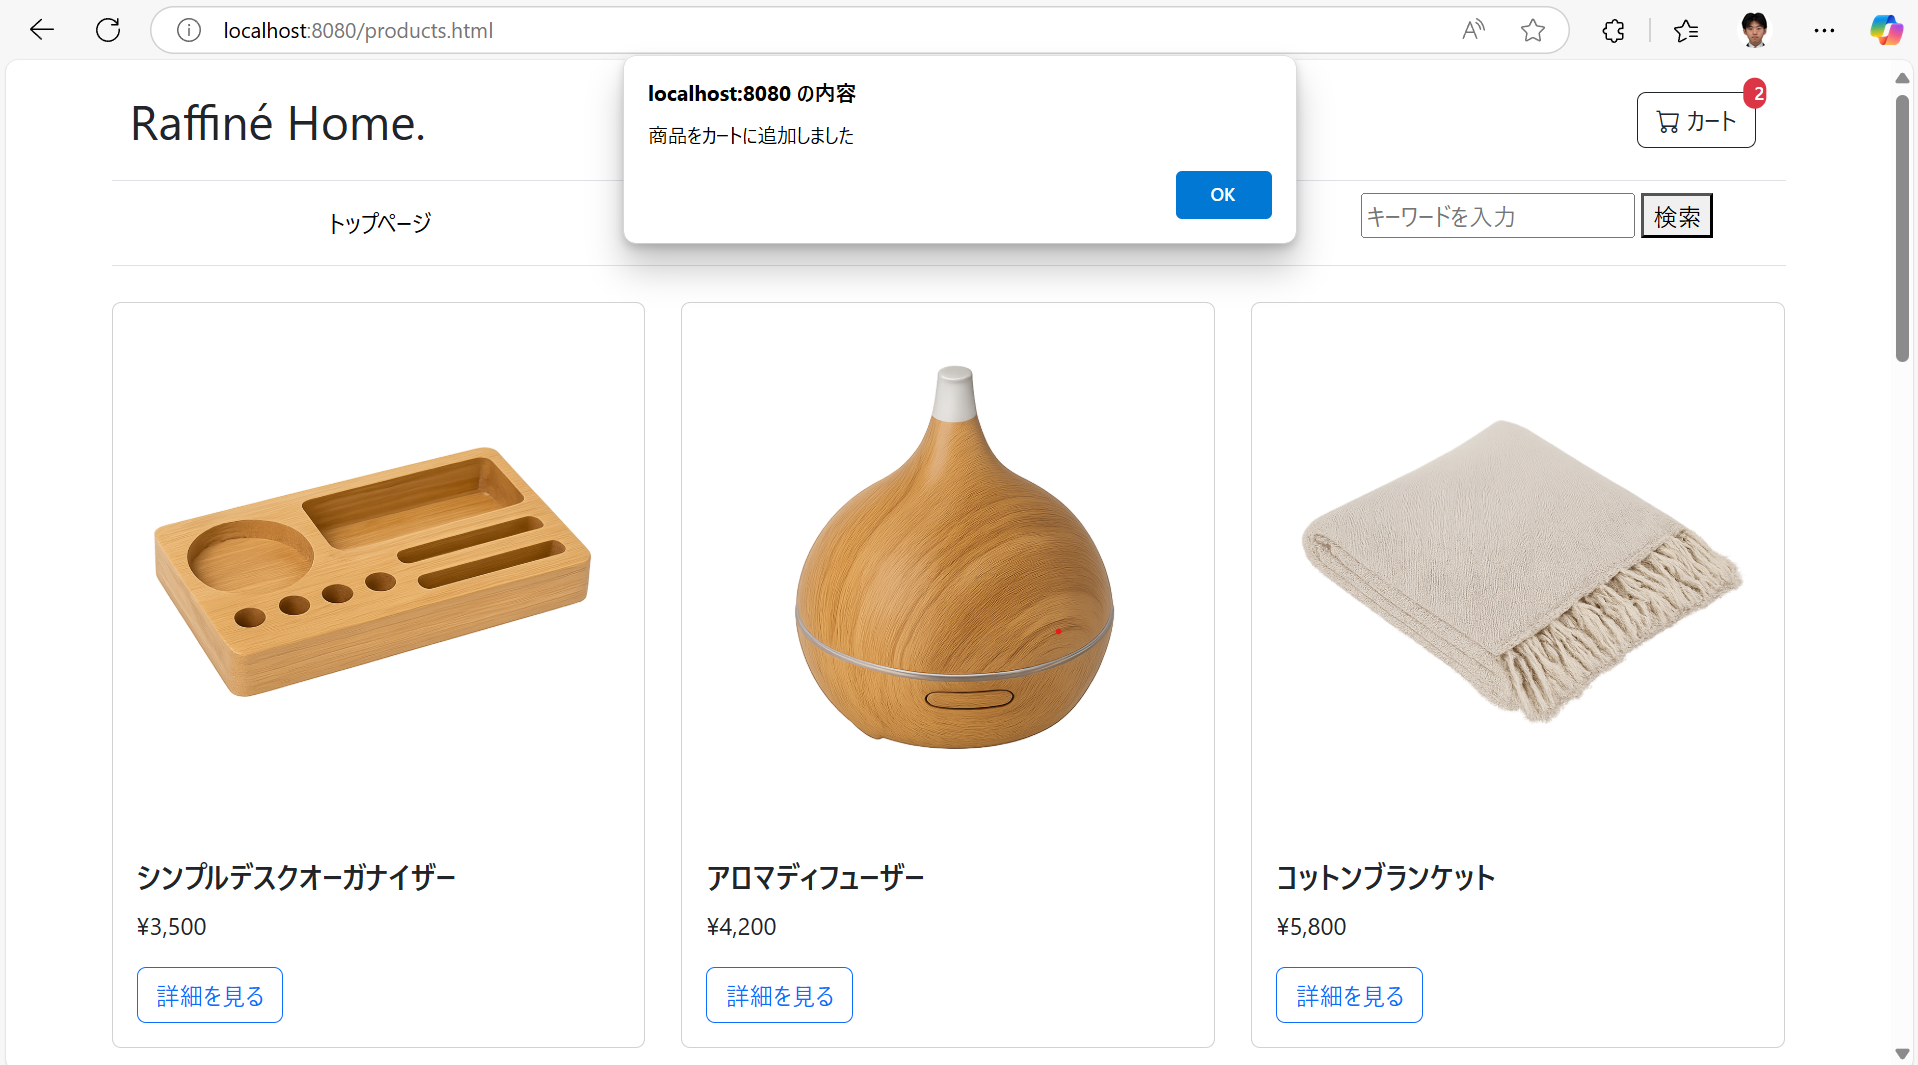 localhost:8080/products.html
localhost:8080 の内容
商品をカートに追加しました
OK
Raffiné Home.
カート
2
トップページ
キーワードを入力
検索
シンプルデスクオーガナイザー
¥3,500
詳細を見る
アロマディフューザー
¥4,200
詳細を見る
コットンブランケット
¥5,800
詳細を見る